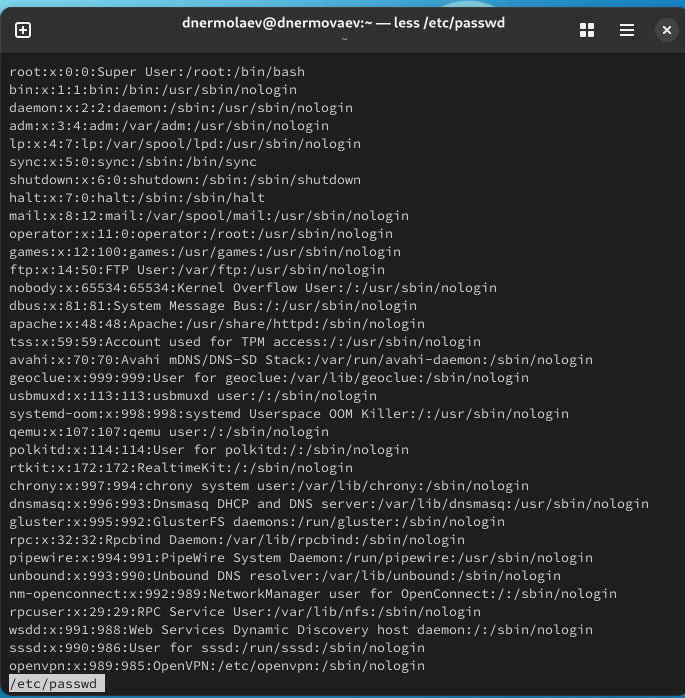 dnermolaev@dnermovaev:~ — less /etc/passwd
~
root:x:0:0:Super User:/root:/bin/bash
bin:x:1:1:bin:/bin:/usr/sbin/nologin
daemon:x:2:2:daemon:/sbin:/usr/sbin/nologin
adm:x:3:4:adm:/var/adm:/usr/sbin/nologin
lp:x:4:7:lp:/var/spool/lpd:/usr/sbin/nologin
sync:x:5:0:sync:/sbin:/bin/sync
shutdown:x:6:0:shutdown:/sbin:/sbin/shutdown
halt:x:7:0:halt:/sbin:/sbin/halt
mail:x:8:12:mail:/var/spool/mail:/usr/sbin/nologin
operator:x:11:0:operator:/root:/usr/sbin/nologin
games:x:12:100:games:/usr/games:/usr/sbin/nologin
ftp:x:14:50:FTP User:/var/ftp:/usr/sbin/nologin
nobody:x:65534:65534:Kernel Overflow User:/:/usr/sbin/nologin
dbus:x:81:81:System Message Bus:/:/usr/sbin/nologin
apache:x:48:48:Apache:/usr/share/httpd:/sbin/nologin
tss:x:59:59:Account used for TPM access:/:/usr/sbin/nologin
avahi:x:70:70:Avahi mDNS/DNS-SD Stack:/var/run/avahi-daemon:/sbin/nologin
geoclue:x:999:999:User for geoclue:/var/lib/geoclue:/sbin/nologin
usbmuxd:x:113:113:usbmuxd user:/:/sbin/nologin
systemd-oom:x:998:998:systemd Userspace OOM Killer:/:/usr/sbin/nologin
qemu:x:107:107:qemu user:/:/sbin/nologin
polkitd:x:114:114:User for polkitd:/:/sbin/nologin
rtkit:x:172:172:RealtimeKit:/:/sbin/nologin
chrony:x:997:994:chrony system user:/var/lib/chrony:/sbin/nologin
dnsmasq:x:996:993:Dnsmasq DHCP and DNS server:/var/lib/dnsmasq:/usr/sbin/nologin
gluster:x:995:992:GlusterFS daemons:/run/gluster:/sbin/nologin
rpc:x:32:32:Rpcbind Daemon:/var/lib/rpcbind:/sbin/nologin
pipewire:x:994:991:PipeWire System Daemon:/run/pipewire:/usr/sbin/nologin
unbound:x:993:990:Unbound DNS resolver:/var/lib/unbound:/sbin/nologin
nm-openconnect:x:992:989:NetworkManager user for OpenConnect:/:/sbin/nologin
rpcuser:x:29:29:RPC Service User:/var/lib/nfs:/sbin/nologin
wsdd:x:991:988:Web Services Dynamic Discovery host daemon:/:/sbin/nologin
sssd:x:990:986:User for sssd:/run/sssd:/sbin/nologin
openvpn:x:989:985:OpenVPN:/etc/openvpn:/sbin/nologin
/etc/passwd